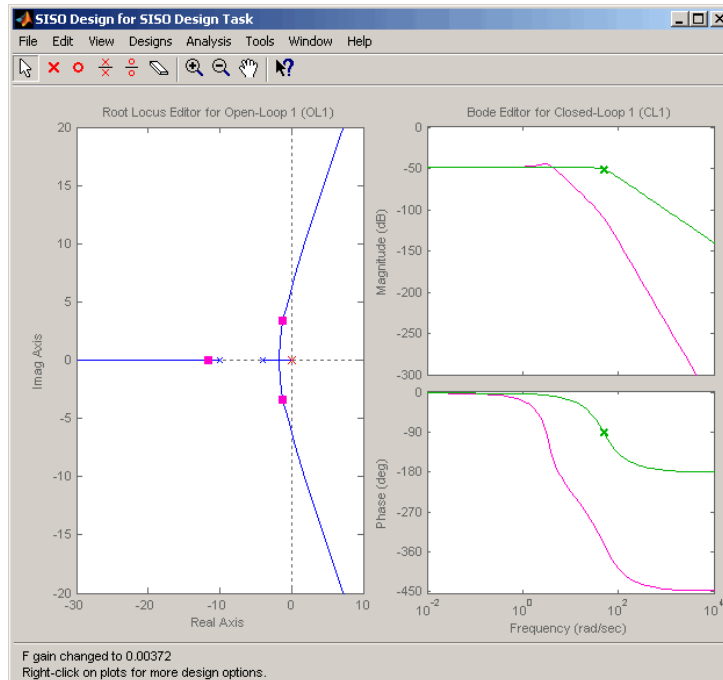 SISO Design for SISO Design Task
File Edit View Designs Analysis Tools Window Help
Root Locus Editor for Open-Loop 1 (OL1)
20
15
10
5
0
-5
-10
-15
-20
-30 -20 -10 0 10
Real Axis
Imag Axis
Bode Editor for Closed-Loop 1 (CL1)
0
-50
-100
-150
-200
-250
-300
Magnitude (dB)
0
-90
-180
-270
-360
-450
Phase (deg)
10^-2 10^0 10^2 10^4
Frequency (rad/sec)
F gain changed to 0.00372
Right-click on plots for more design options.